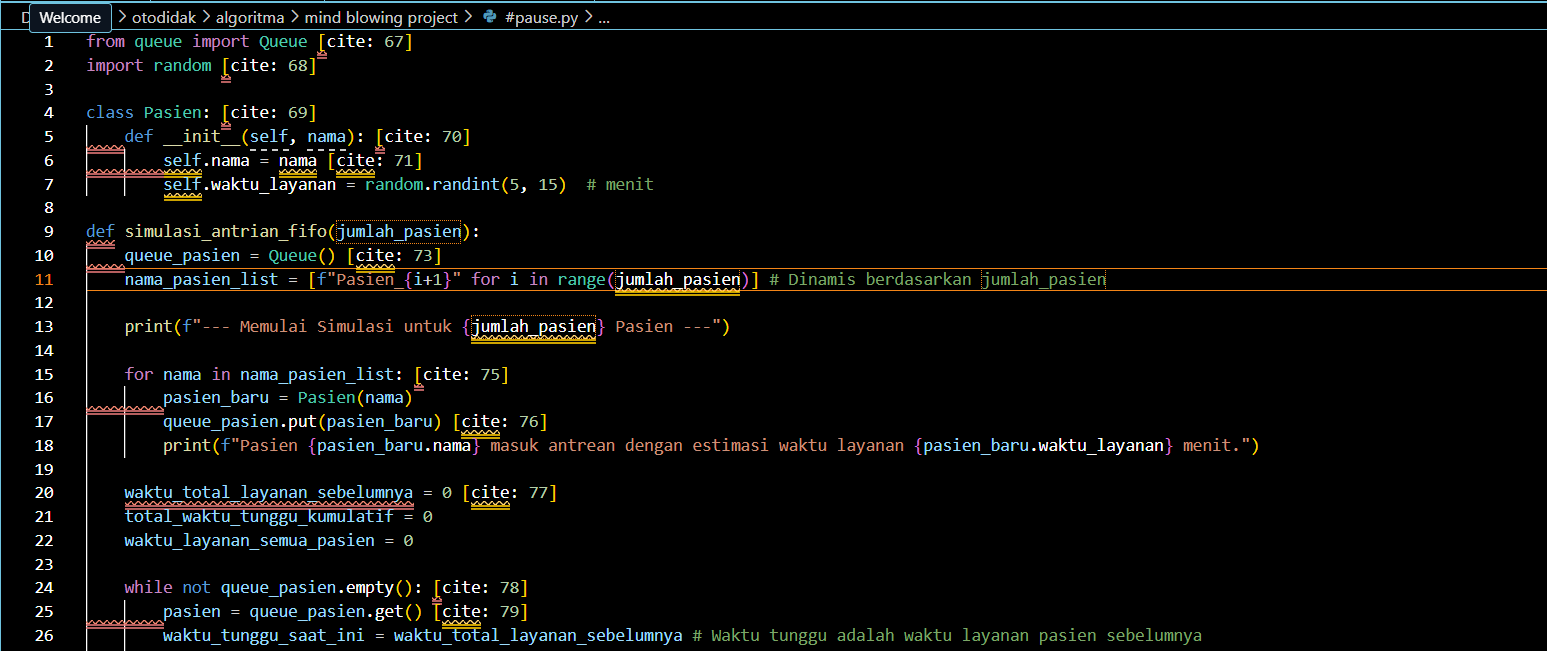 Welcome > otodidak > algoritma > mind blowing project > #pause.py > ...
1 from queue import Queue [cite: 67]
2 import random [cite: 68]
3
4 class Pasien: [cite: 69]
5     def __init__(self, nama): [cite: 70]
6         self.nama = nama [cite: 71]
7         self.waktu_layanan = random.randint(5, 15)  # menit
8
9 def simulasi_antrian_fifo(jumlah_pasien):
10     queue_pasien = Queue() [cite: 73]
11     nama_pasien_list = [f"Pasien_{i+1}" for i in range(jumlah_pasien)] # Dinamis berdasarkan jumlah_pasien
12
13     print(f"--- Memulai Simulasi untuk {jumlah_pasien} Pasien ---")
14
15     for nama in nama_pasien_list: [cite: 75]
16         pasien_baru = Pasien(nama)
17         queue_pasien.put(pasien_baru) [cite: 76]
18         print(f"Pasien {pasien_baru.nama} masuk antrean dengan estimasi waktu layanan {pasien_baru.waktu_layanan} menit.")
19
20     waktu_total_layanan_sebelumnya = 0 [cite: 77]
21     total_waktu_tunggu_kumulatif = 0
22     waktu_layanan_semua_pasien = 0
23
24     while not queue_pasien.empty(): [cite: 78]
25         pasien = queue_pasien.get() [cite: 79]
26         waktu_tunggu_saat_ini = waktu_total_layanan_sebelumnya # Waktu tunggu adalah waktu layanan pasien sebelumnya